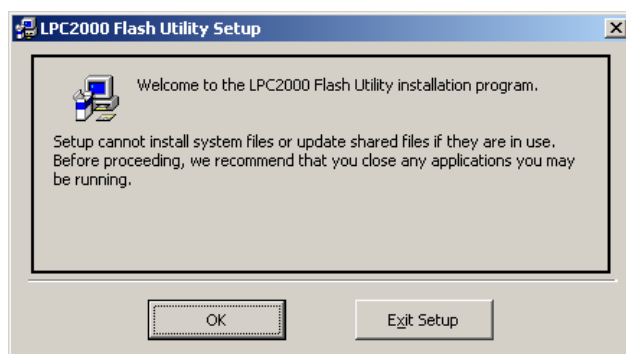 LPC2000 Flash Utility Setup
Welcome to the LPC2000 Flash Utility installation program.
Setup cannot install system files or update shared files if they are in use.
Before proceeding, we recommend that you close any applications you may
be running.
OK
Exit Setup